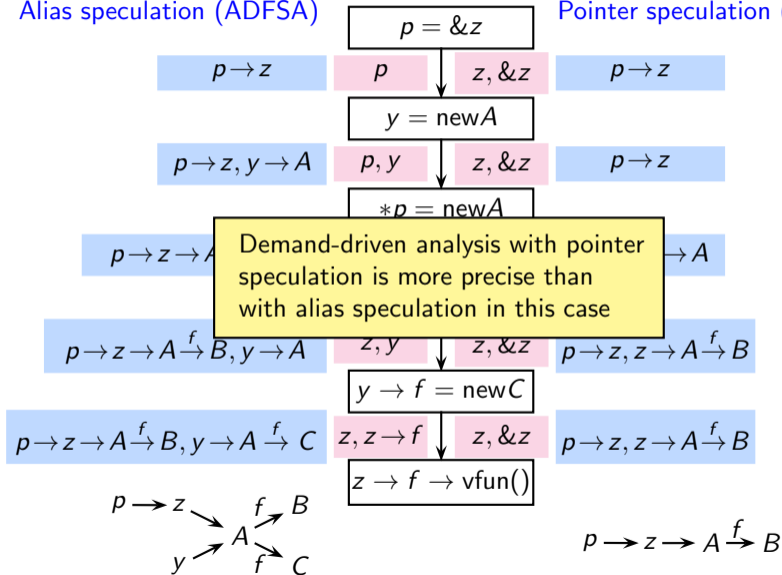 Alias speculation (ADFSA)
Pointer speculation (
p = &z
p→z p z, &z p→z
y = newA
p→z, y→A p, y z, &z p→z
*p = newA
p→z→A →A
Demand-driven analysis with pointer
speculation is more precise than
with alias speculation in this case
p→z→A f→ B, y→A z, y z, &z p→z, z→A f→ B
y → f = newC
p→z→A f→ B, y→A f→ C z, z→f z, &z p→z, z→A f→ B
z → f → vfun()
p → z f B
A
y f C
p → z → A f→ B